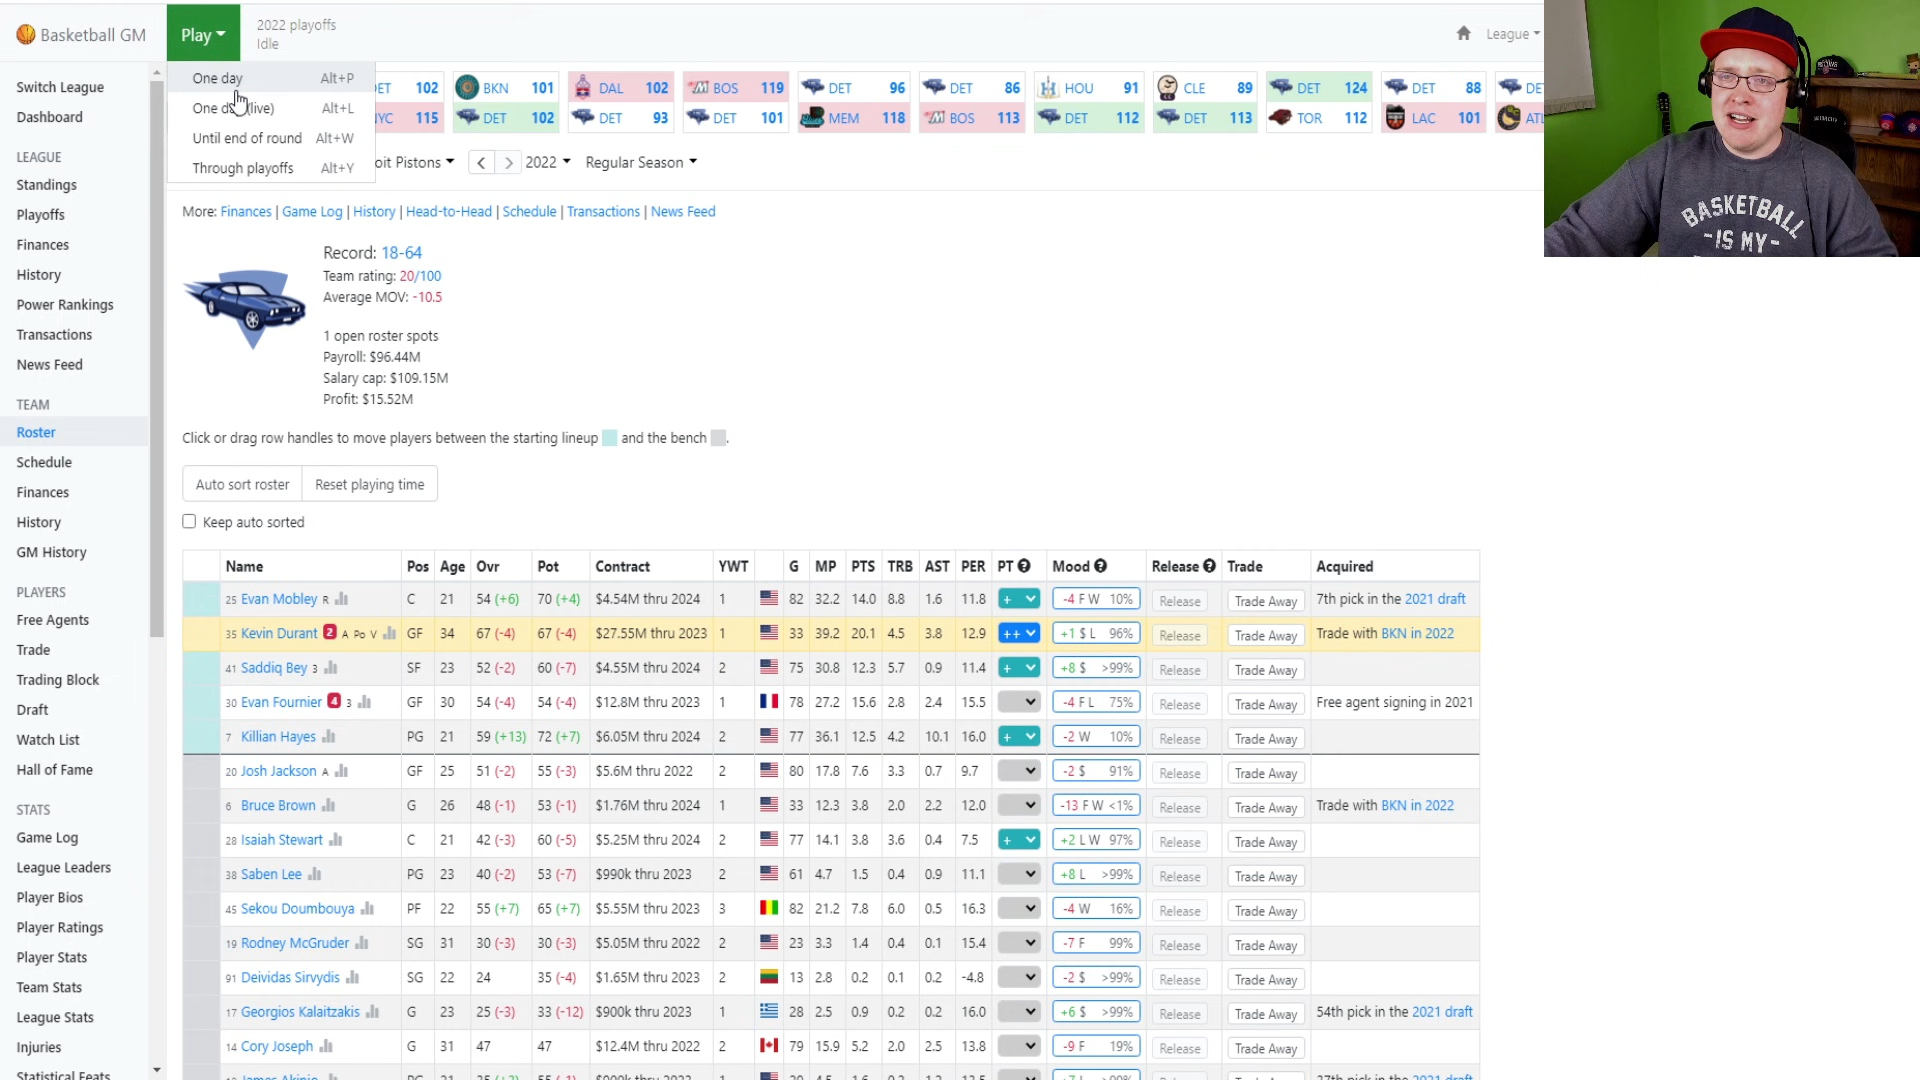 Basketball GM
Play
2022 playoffs
Idle
League
One day Alt+P
One d (live) Alt+L
Until end of round Alt+W
Through playoffs Alt+Y
ET 102
YC 115
BKN 101
DET 102
DAL 102
DET 93
BOS 119
DET 101
DET 96
MEM 118
DET 86
BOS 113
HOU 91
DET 112
CLE 89
DET 113
DET 124
TOR 112
DET 88
LAC 101
DE
ATL
oit Pistons 2022 Regular Season
Switch League
Dashboard
LEAGUE
Standings
Playoffs
Finances
History
Power Rankings
Transactions
News Feed
TEAM
Roster
Schedule
Finances
History
GM History
PLAYERS
Free Agents
Trade
Trading Block
Draft
Watch List
Hall of Fame
STATS
Game Log
League Leaders
Player Bios
Player Ratings
Player Stats
Team Stats
League Stats
Injuries
Statistical Feats
More: Finances | Game Log | History | Head-to-Head | Schedule | Transactions | News Feed
Record: 18-64
Team rating: 20/100
Average MOV: -10.5
1 open roster spots
Payroll: $96.44M
Salary cap: $109.15M
Profit: $15.52M
Click or drag row handles to move players between the starting lineup and the bench .
Auto sort roster Reset playing time
Keep auto sorted
Name Pos Age Ovr Pot Contract YWT G MP PTS TRB AST PER PT Mood Release Trade Acquired
25 Evan Mobley R C 21 54 (+6) 70 (+4) $4.54M thru 2024 1 82 32.2 14.0 8.8 1.6 11.8 + -4 F W 10% Release Trade Away 7th pick in the 2021 draft
35 Kevin Durant 2 A Po V GF 34 67 (-4) 67 (-4) $27.55M thru 2023 1 33 39.2 20.1 4.5 3.8 12.9 ++ +1 $ L 96% Release Trade Away Trade with BKN in 2022
41 Saddiq Bey 3 SF 23 52 (-2) 60 (-7) $4.55M thru 2024 2 75 30.8 12.3 5.7 0.9 11.4 + +8 $ >99% Release Trade Away
30 Evan Fournier 4 3 GF 30 54 (-4) 54 (-4) $12.8M thru 2023 1 78 27.2 15.6 2.8 2.4 15.5 -4 F L 75% Release Trade Away Free agent signing in 2021
7 Killian Hayes PG 21 59 (+13) 72 (+7) $6.05M thru 2024 2 77 36.1 12.5 4.2 10.1 16.0 + -2 W 10% Release Trade Away
20 Josh Jackson A GF 25 51 (-2) 55 (-3) $5.6M thru 2022 2 80 17.8 7.6 3.3 0.7 9.7 -2 $ 91% Release Trade Away
6 Bruce Brown G 26 48 (-1) 53 (-1) $1.76M thru 2024 1 33 12.3 3.8 2.0 2.2 12.0 -13 F W <1% Release Trade Away Trade with BKN in 2022
28 Isaiah Stewart C 21 42 (-3) 60 (-5) $5.25M thru 2024 2 77 14.1 3.8 3.6 0.4 7.5 + +2 L W 97% Release Trade Away
38 Saben Lee PG 23 40 (-2) 53 (-7) $990k thru 2023 2 61 4.7 1.5 0.4 0.9 11.1 +8 L >99% Release Trade Away
45 Sekou Doumbouya PF 22 55 (+7) 65 (+7) $5.55M thru 2023 3 82 21.2 7.8 6.0 0.5 16.3 -4 W 16% Release Trade Away
19 Rodney McGruder SG 31 30 (-3) 30 (-3) $5.05M thru 2022 2 23 3.3 1.4 0.4 0.1 15.4 -7 F 99% Release Trade Away
91 Deividas Sirvydis SG 22 24 35 (-4) $1.65M thru 2023 2 13 2.8 0.2 0.1 0.2 -4.8 -2 $ >99% Release Trade Away
17 Georgios Kalaitzakis G 23 25 (-3) 33 (-12) $900k thru 2023 1 28 2.5 0.9 0.2 0.2 16.0 +6 $ >99% Release Trade Away 54th pick in the 2021 draft
14 Cory Joseph G 31 47 47 $12.4M thru 2022 2 79 15.9 5.2 2.0 2.5 13.8 -9 F 19% Release Trade Away
BASKETBALL
-IS MY-